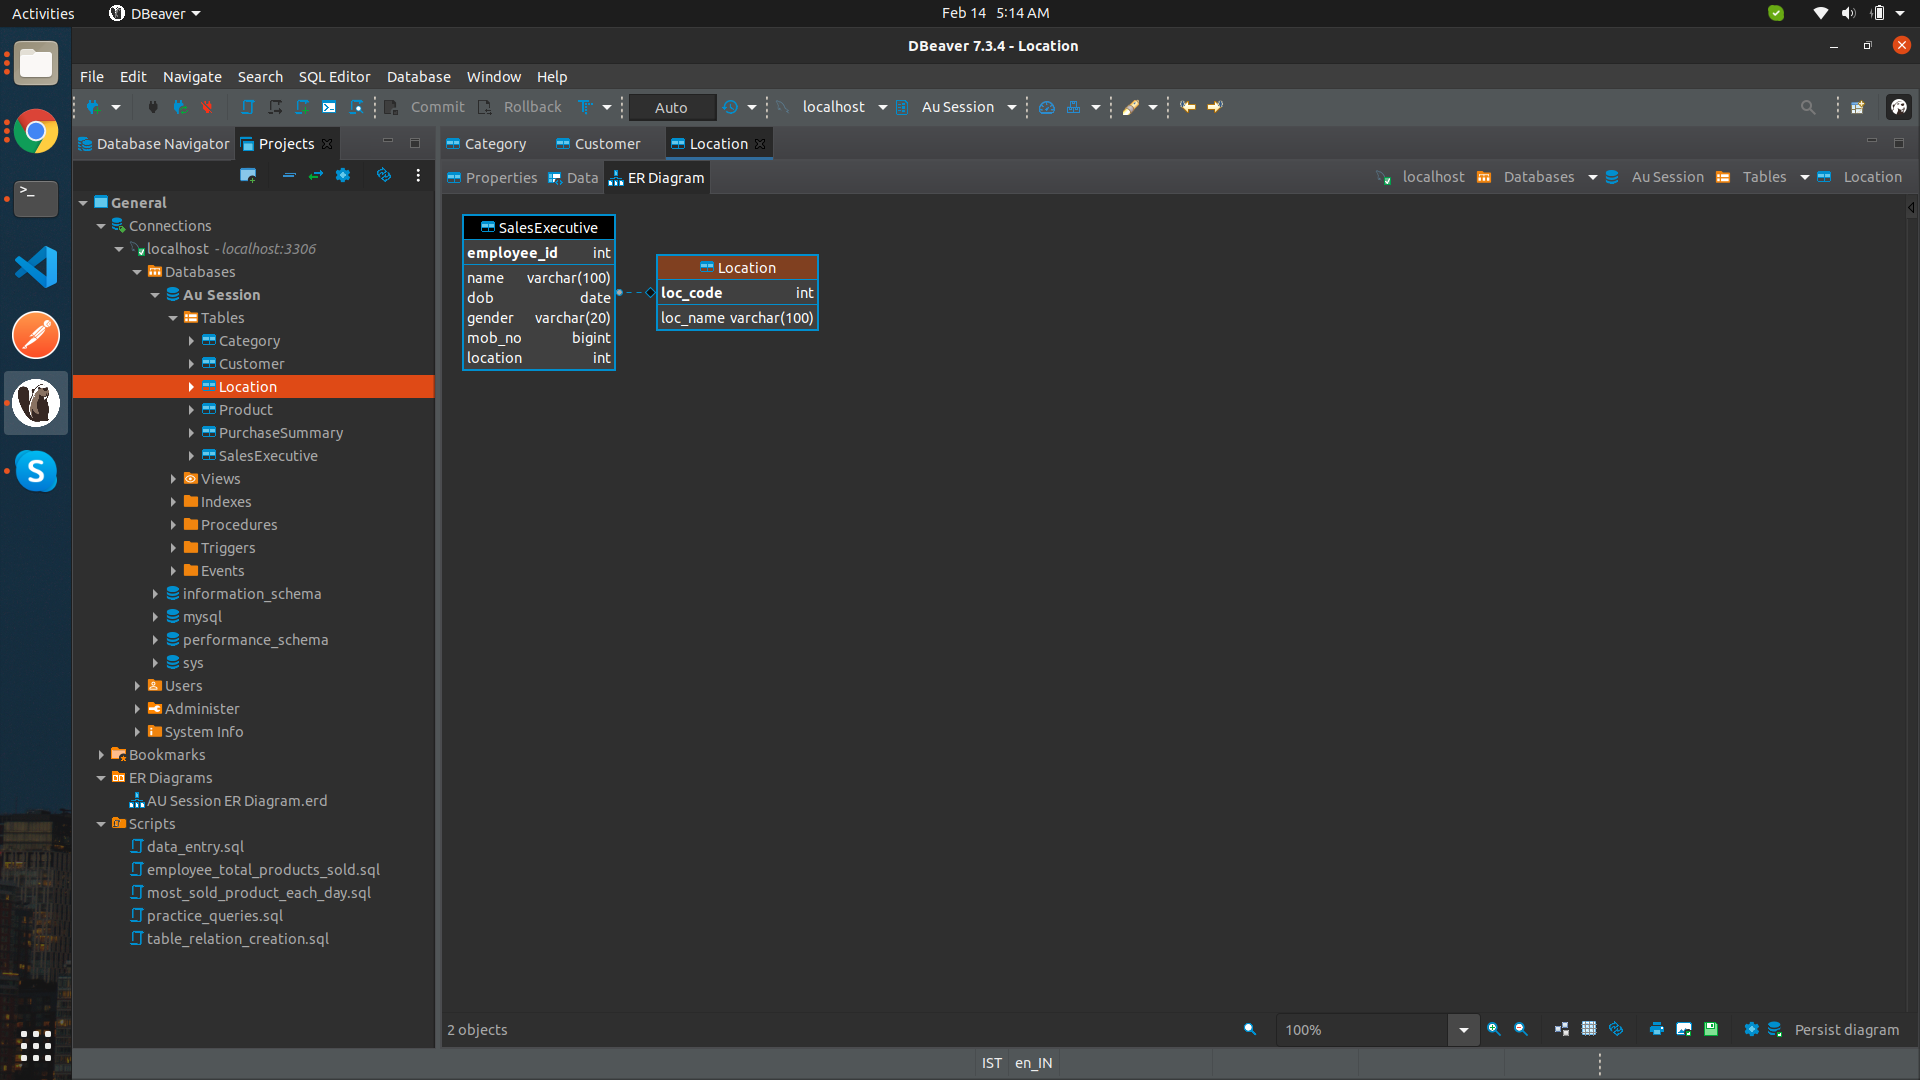 Activities DBeaver Feb 14 5:14 AM
DBeaver 7.3.4 - Location
File Edit Navigate Search SQL Editor Database Window Help
Commit Rollback Auto localhost Au Session
Database Navigator Projects Category Customer Location
Properties Data ER Diagram localhost Databases Au Session Tables Location
General
Connections
localhost - localhost:3306
Databases
Au Session
Tables
Category
Customer
Location
Product
PurchaseSummary
SalesExecutive
Views
Indexes
Procedures
Triggers
Events
information_schema
mysql
performance_schema
sys
Users
Administer
System Info
Bookmarks
ER Diagrams
AU Session ER Diagram.erd
Scripts
data_entry.sql
employee_total_products_sold.sql
most_sold_product_each_day.sql
practice_queries.sql
table_relation_creation.sql
SalesExecutive
employee_id int
name varchar(100)
dob date
gender varchar(20)
mob_no bigint
location int
Location
loc_code int
loc_name varchar(100)
2 objects 100% Persist diagram
IST en_IN